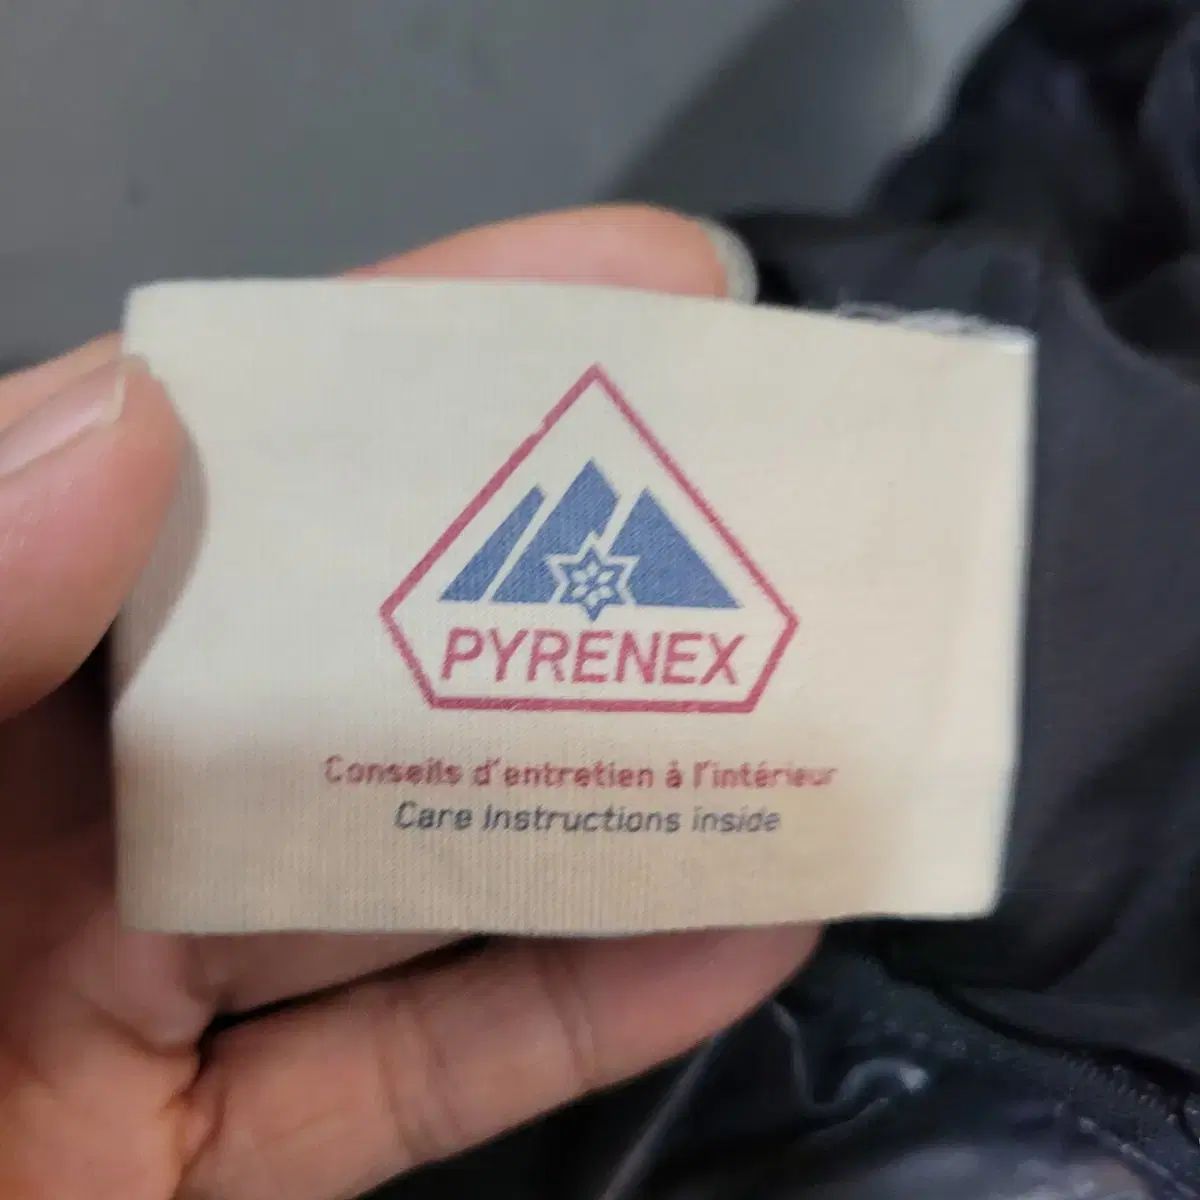 PYRENEX
Conseils d'entretien à l'intérieur
Care Instructions inside